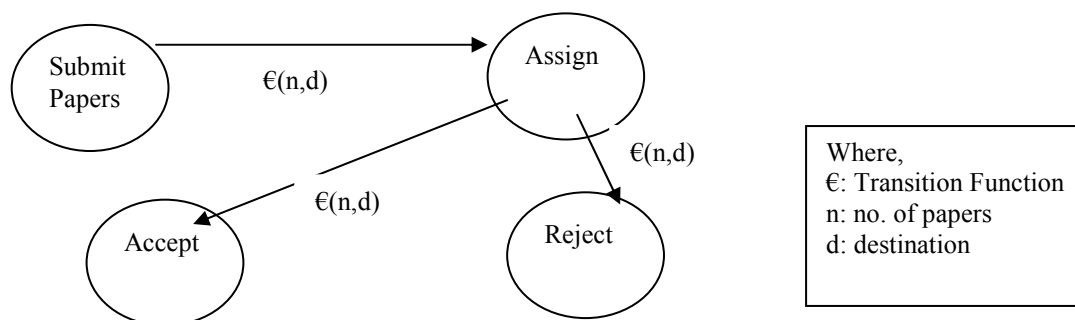 Submit
Papers
€(n,d)
Assign
€(n,d)
€(n,d)
Accept
Reject
Where,
€: Transition Function
n: no. of papers
d: destination